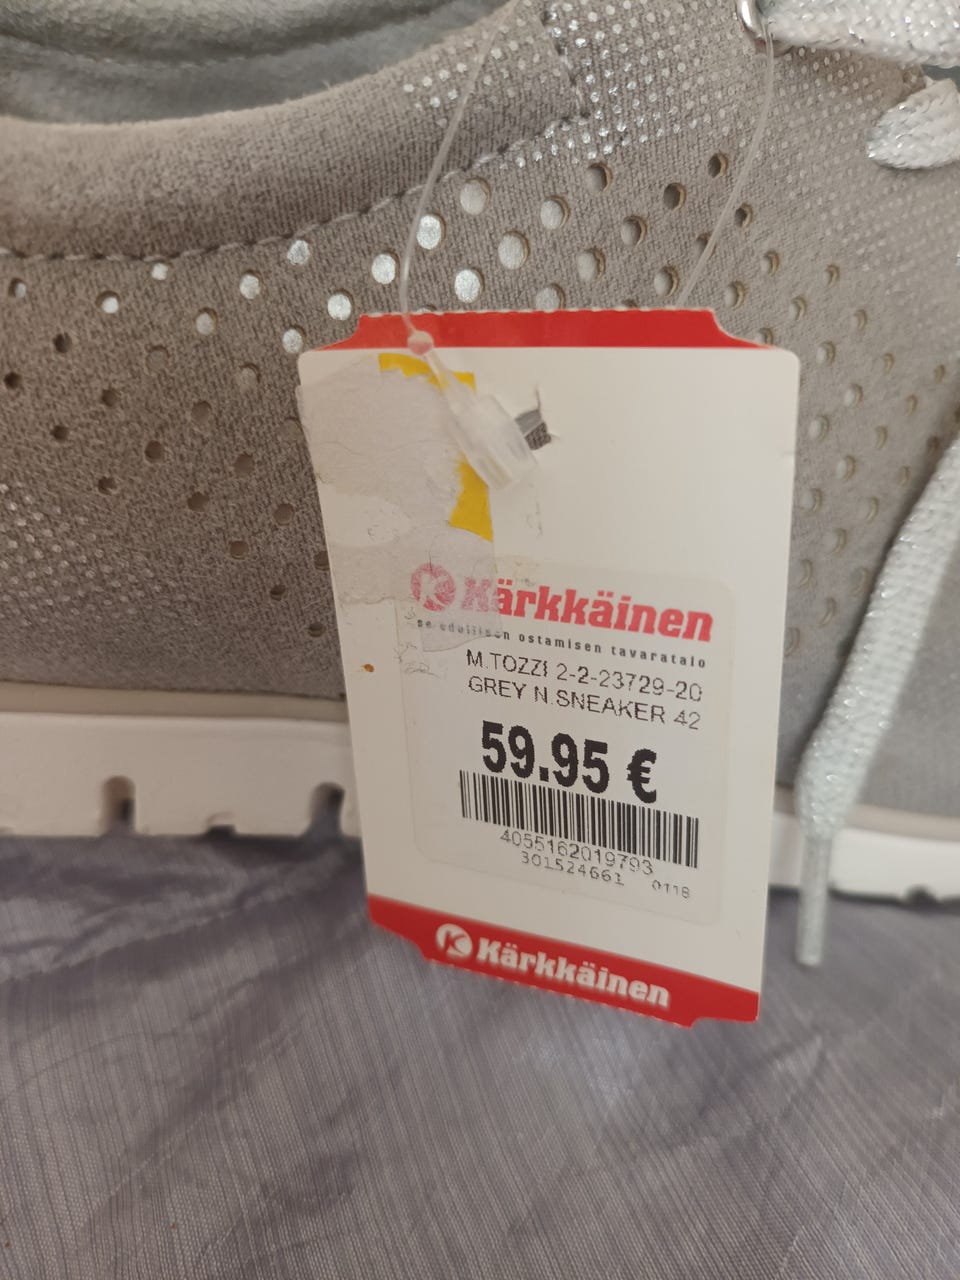 Kärkkäinen
se edullisen ostamisen tavaratalo
M.TOZZI 2-2-23729-20
GREY N.SNEAKER 42
59.95 €
4055162019793
301524661 0118
Kärkkäinen